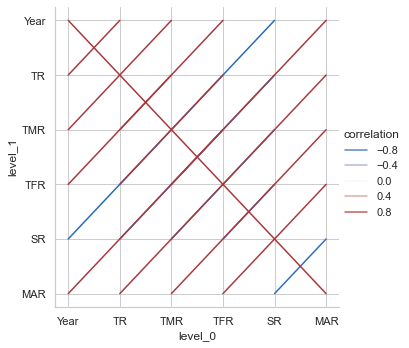 Year
TR
TMR
TFR
SR
MAR
level_1
Year TR TMR TFR SR MAR
level_0
correlation
−0.8
−0.4
0.0
0.4
0.8